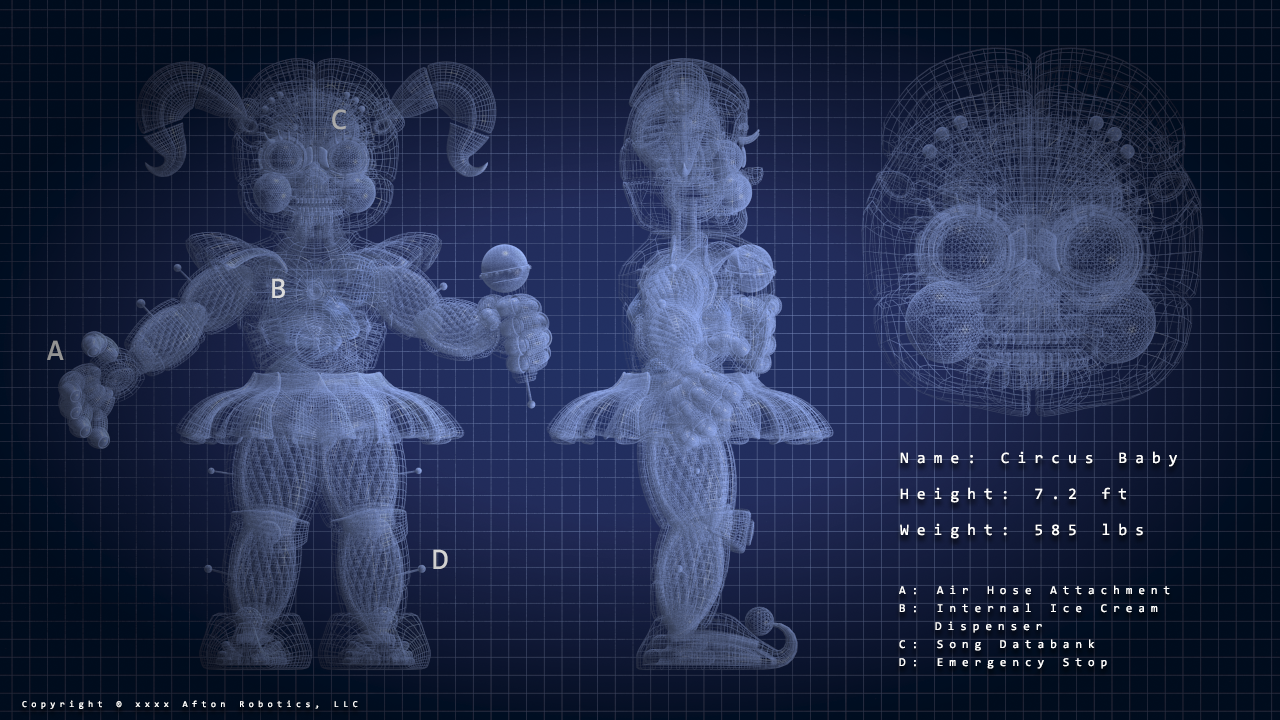 C
B
A
D
Name: Circus Baby
Height: 7.2 ft
Weight: 585 lbs
A: Air Hose Attachment
B: Internal Ice Cream
Dispenser
C: Song Databank
D: Emergency Stop
Copyright © xxxx Afton Robotics, LLC